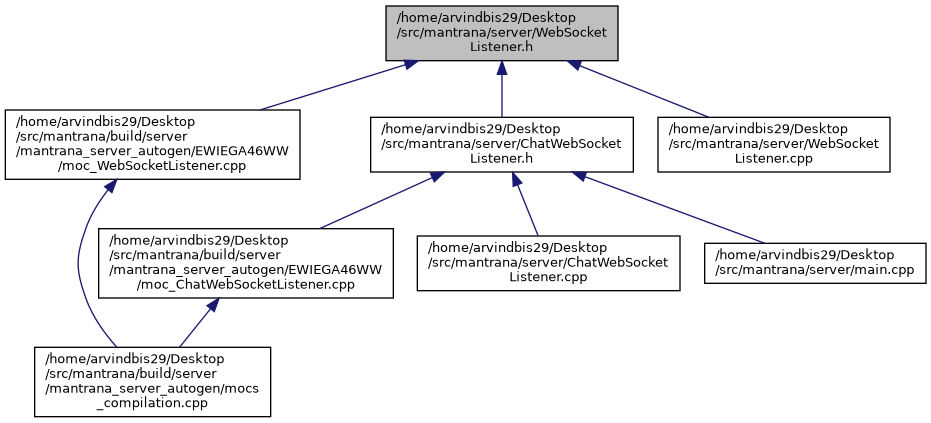 /home/arvindbis29/Desktop
/src/mantrana/server/WebSocket
Listener.h
/home/arvindbis29/Desktop
/src/mantrana/build/server
/mantrana_server_autogen/EWIEGA46WW
/moc_WebSocketListener.cpp
/home/arvindbis29/Desktop
/src/mantrana/server/ChatWebSocket
Listener.h
/home/arvindbis29/Desktop
/src/mantrana/server/WebSocket
Listener.cpp
/home/arvindbis29/Desktop
/src/mantrana/build/server
/mantrana_server_autogen/EWIEGA46WW
/moc_ChatWebSocketListener.cpp
/home/arvindbis29/Desktop
/src/mantrana/server/ChatWebSocket
Listener.cpp
/home/arvindbis29/Desktop
/src/mantrana/server/main.cpp
/home/arvindbis29/Desktop
/src/mantrana/build/server
/mantrana_server_autogen/mocs
_compilation.cpp